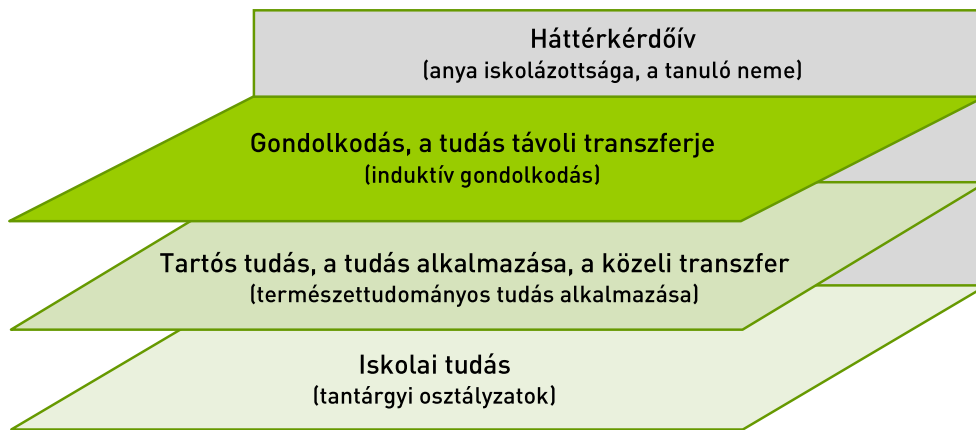 Háttérkérdőív
(anya iskolázottsága, a tanuló neme)
Gondolkodás, a tudás távoli transzferje
(induktív gondolkodás)
Tartós tudás, a tudás alkalmazása, a közeli transzfer
(természettudományos tudás alkalmazása)
Iskolai tudás
(tantárgyi osztályzatok)